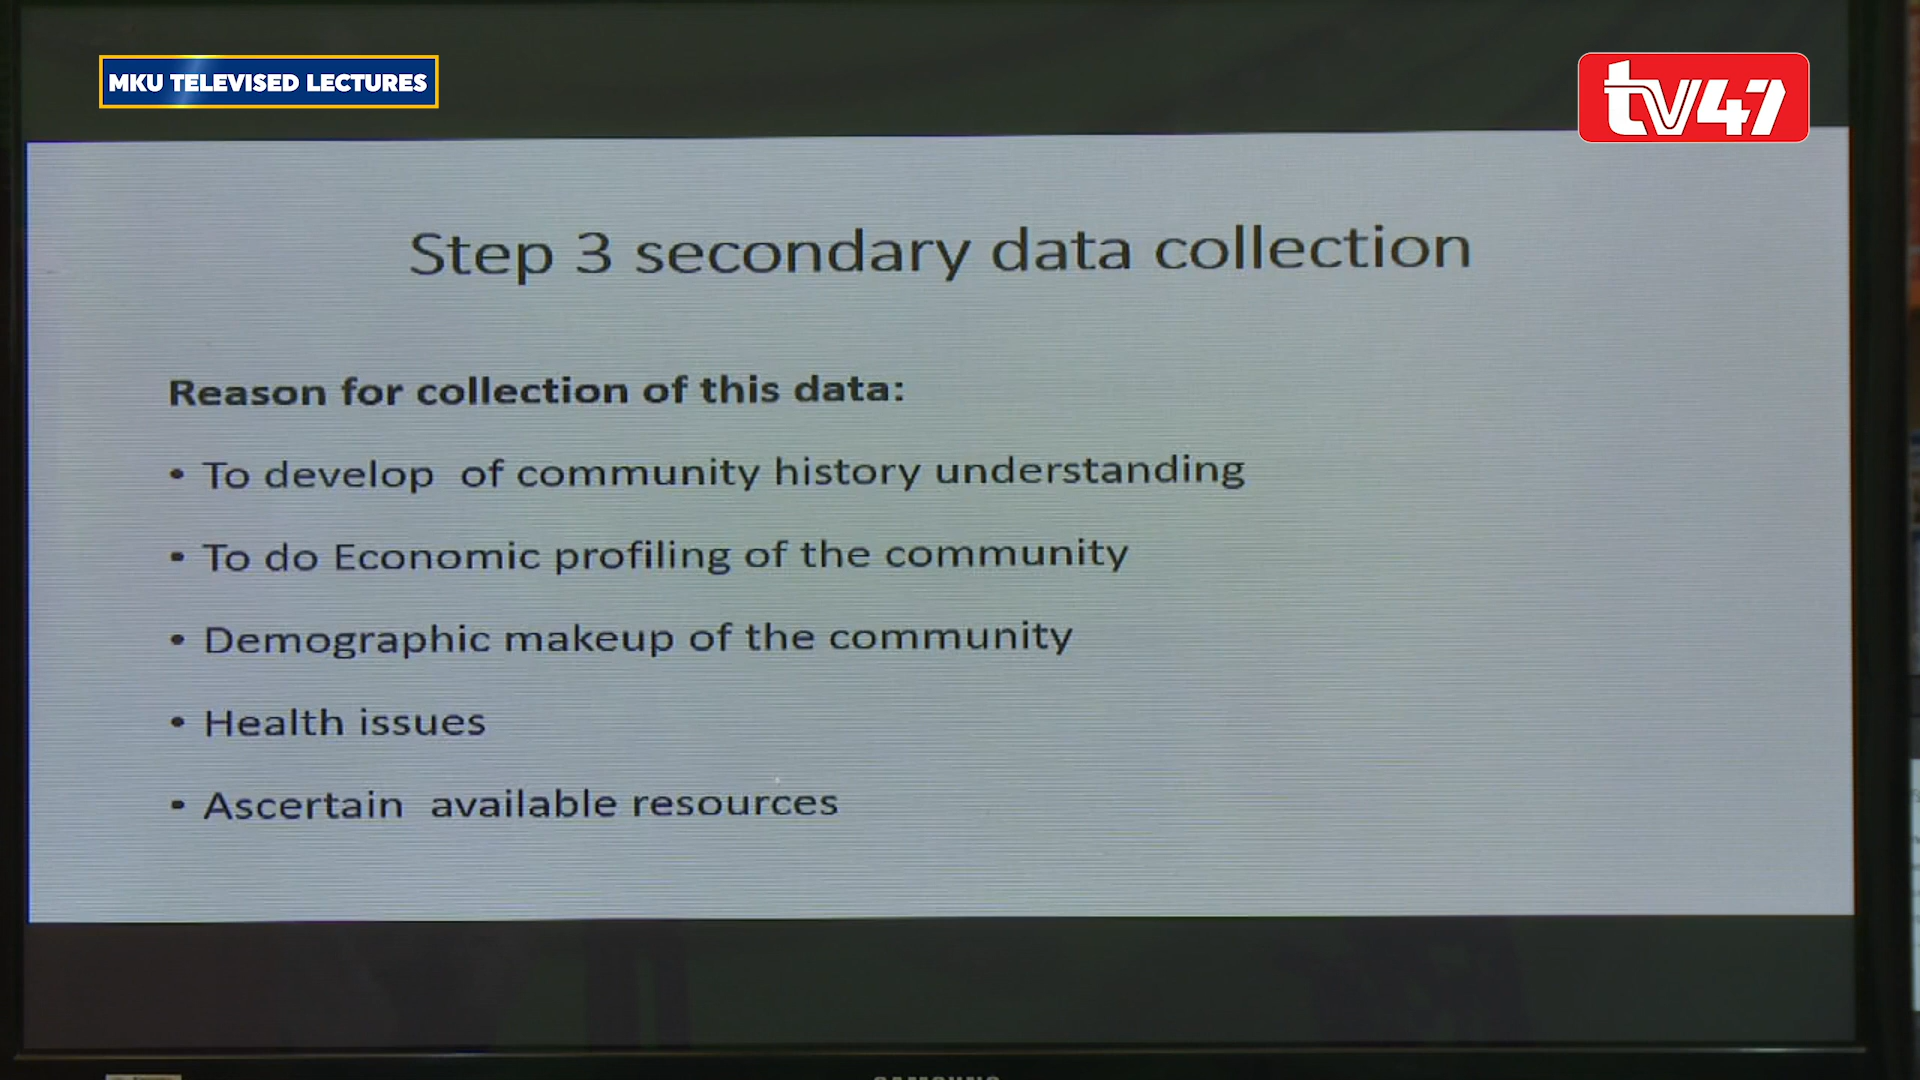 MKU TELEVISED LECTURES
tv47
Step 3 secondary data collection
Reason for collection of this data:
• To develop  of community history understanding
• To do Economic profiling of the community
• Demographic makeup of the community
• Health issues
• Ascertain  available resources
SAMSUNG